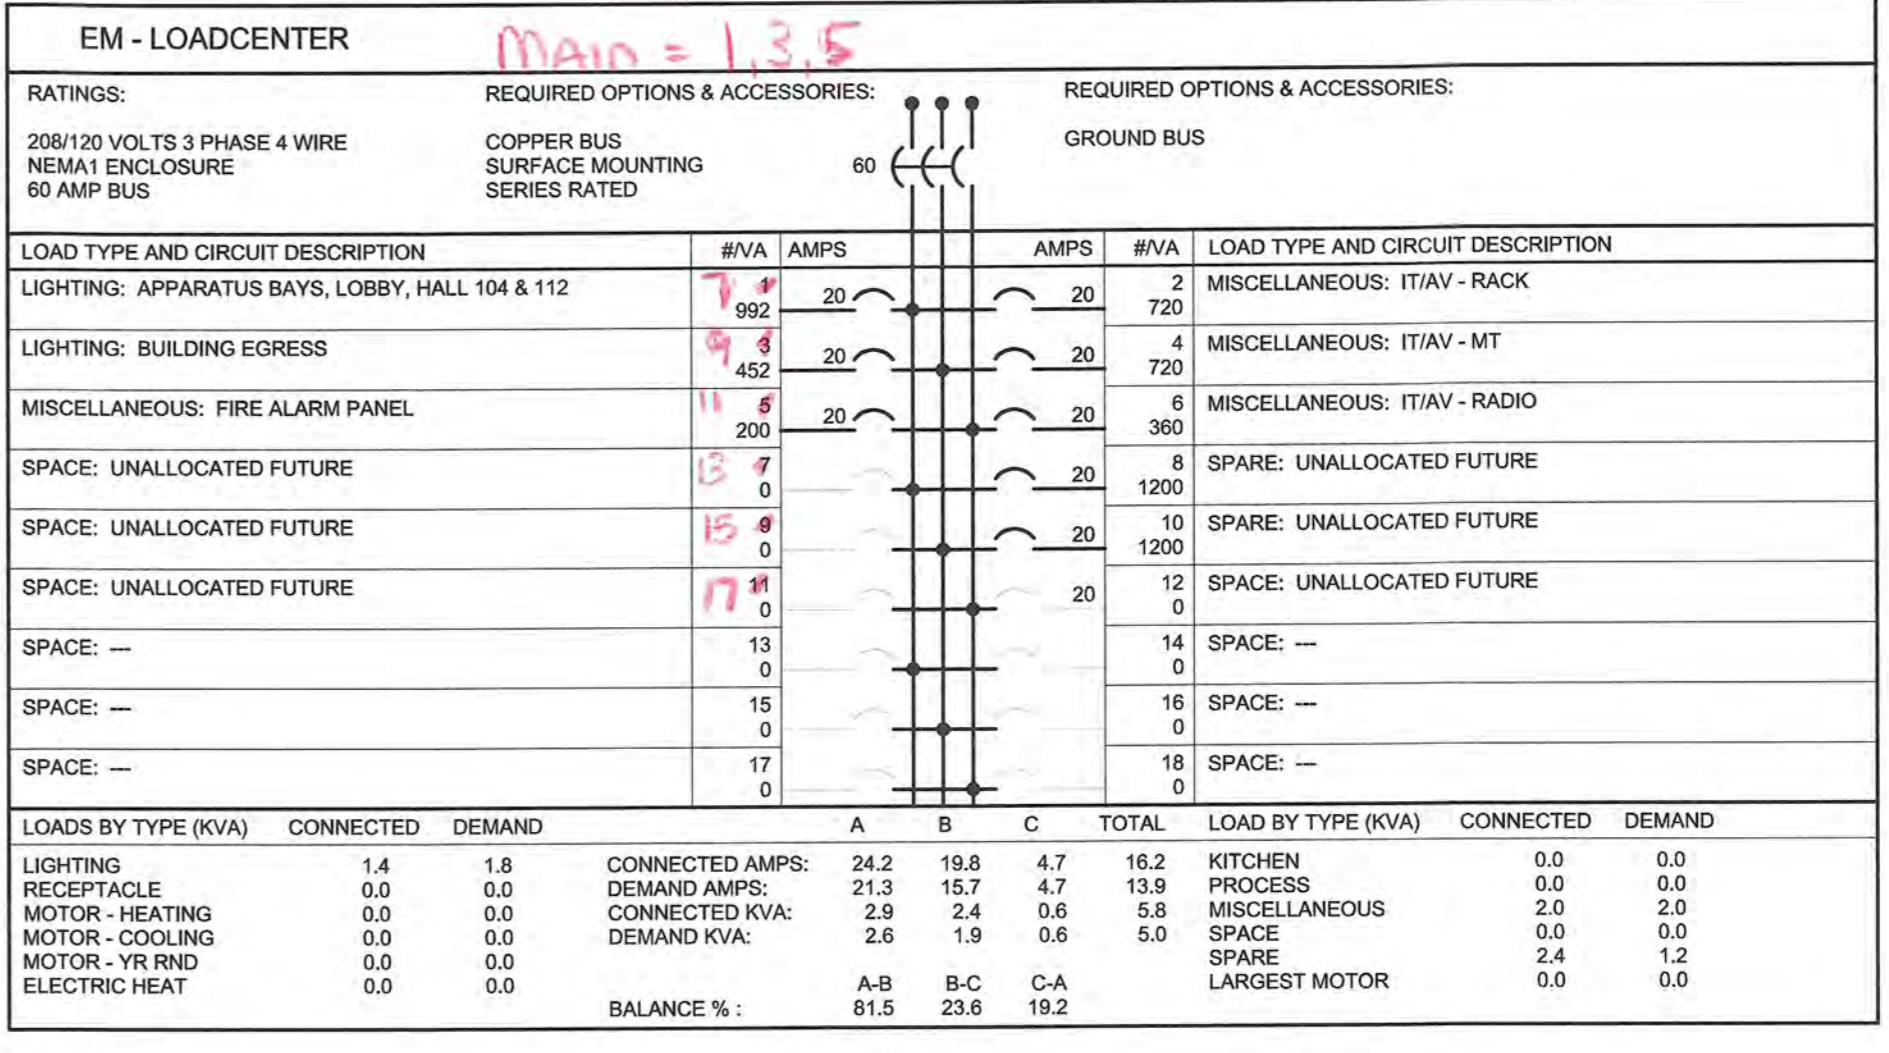 EM - LOADCENTER MAIN = 1,3,5
RATINGS: REQUIRED OPTIONS & ACCESSORIES: REQUIRED OPTIONS & ACCESSORIES:
208/120 VOLTS 3 PHASE 4 WIRE COPPER BUS GROUND BUS
NEMA1 ENCLOSURE SURFACE MOUNTING 60
60 AMP BUS SERIES RATED
LOAD TYPE AND CIRCUIT DESCRIPTION #/VA AMPS AMPS #/VA LOAD TYPE AND CIRCUIT DESCRIPTION
LIGHTING: APPARATUS BAYS, LOBBY, HALL 104 & 112 7 1 20 20 2 MISCELLANEOUS: IT/AV - RACK
992 720
LIGHTING: BUILDING EGRESS 9 3 20 20 4 MISCELLANEOUS: IT/AV - MT
452 720
MISCELLANEOUS: FIRE ALARM PANEL 11 5 20 20 6 MISCELLANEOUS: IT/AV - RADIO
200 360
SPACE: UNALLOCATED FUTURE 13 7 20 8 SPARE: UNALLOCATED FUTURE
0 1200
SPACE: UNALLOCATED FUTURE 15 9 20 10 SPARE: UNALLOCATED FUTURE
0 1200
SPACE: UNALLOCATED FUTURE 17 11 20 12 SPACE: UNALLOCATED FUTURE
0 0
SPACE: --- 13 14 SPACE: ---
0 0
SPACE: --- 15 16 SPACE: ---
0 0
SPACE: --- 17 18 SPACE: ---
0 0
LOADS BY TYPE (KVA) CONNECTED DEMAND A B C TOTAL LOAD BY TYPE (KVA) CONNECTED DEMAND
LIGHTING 1.4 1.8 CONNECTED AMPS: 24.2 19.8 4.7 16.2 KITCHEN 0.0 0.0
RECEPTACLE 0.0 0.0 DEMAND AMPS: 21.3 15.7 4.7 13.9 PROCESS 0.0 0.0
MOTOR - HEATING 0.0 0.0 CONNECTED KVA: 2.9 2.4 0.6 5.8 MISCELLANEOUS 2.0 2.0
MOTOR - COOLING 0.0 0.0 DEMAND KVA: 2.6 1.9 0.6 5.0 SPACE 0.0 0.0
MOTOR - YR RND 0.0 0.0 SPARE 2.4 1.2
ELECTRIC HEAT 0.0 0.0 A-B B-C C-A LARGEST MOTOR 0.0 0.0
BALANCE % : 81.5 23.6 19.2